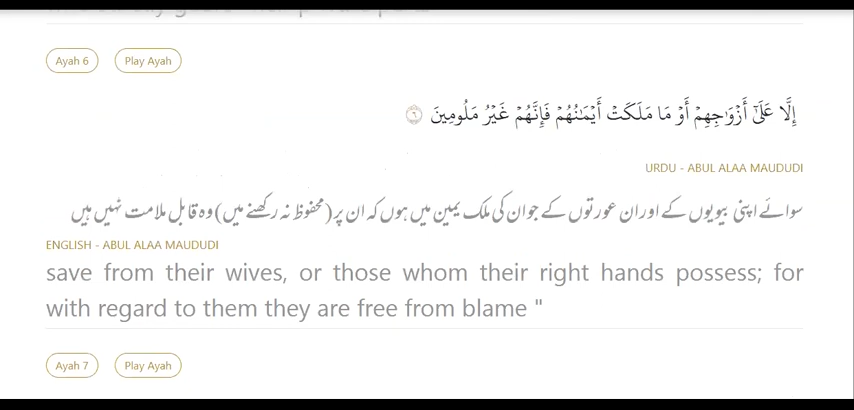 Ayah 6
Play Ayah
إِلَّا عَلَىٰٓ أَزْوَٰجِهِمْ أَوْ مَا مَلَكَتْ أَيْمَـٰنُهُمْ فَإِنَّهُمْ غَيْرُ مَلُومِينَ ٦
URDU - ABUL ALAA MAUDUDI
سوائے اپنی بیویوں کے اور ان عورتوں کے جو ان کی ملک یمین میں ہوں کہ ان پر (محفوظ نہ رکھنے میں) وہ قابل ملامت نہیں ہیں
ENGLISH - ABUL ALAA MAUDUDI
save from their wives, or those whom their right hands possess; for
with regard to them they are free from blame "
Ayah 7
Play Ayah